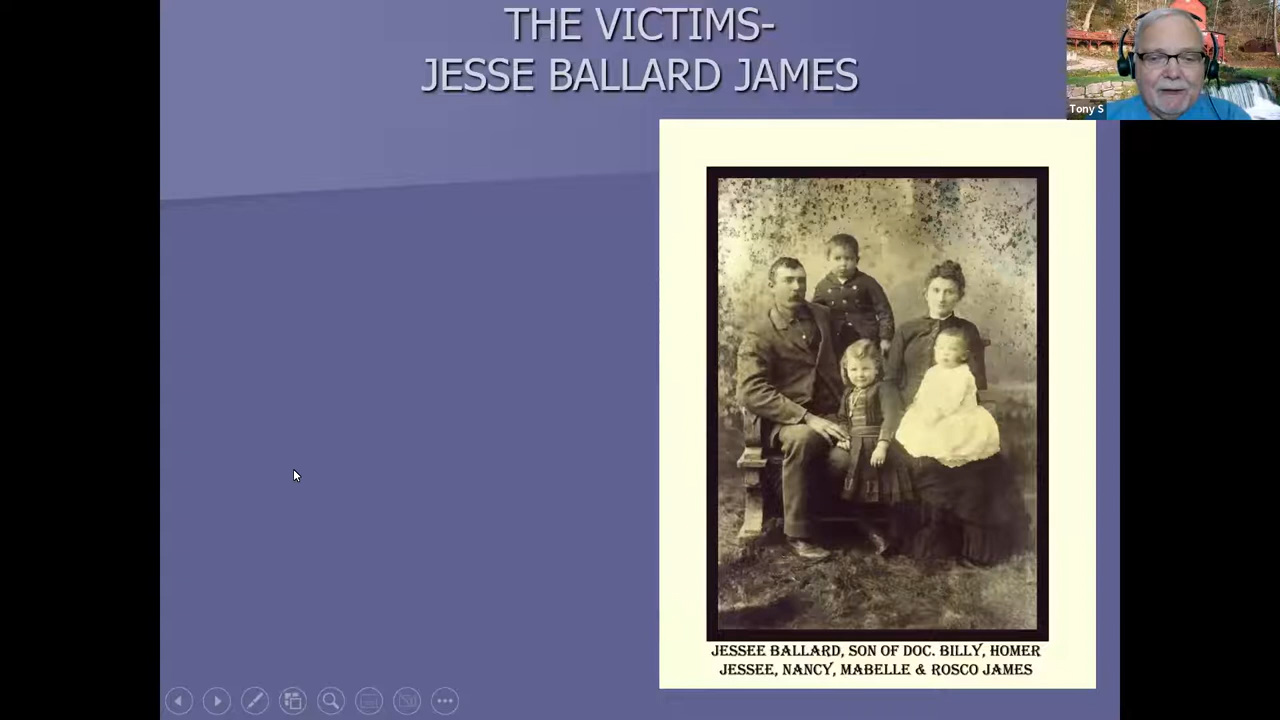 THE VICTIMS-
JESSE BALLARD JAMES
Tony S
JESSEE BALLARD, SON OF DOC. BILLY, HOMER
JESSEE, NANCY, MABELLE & ROSCO JAMES